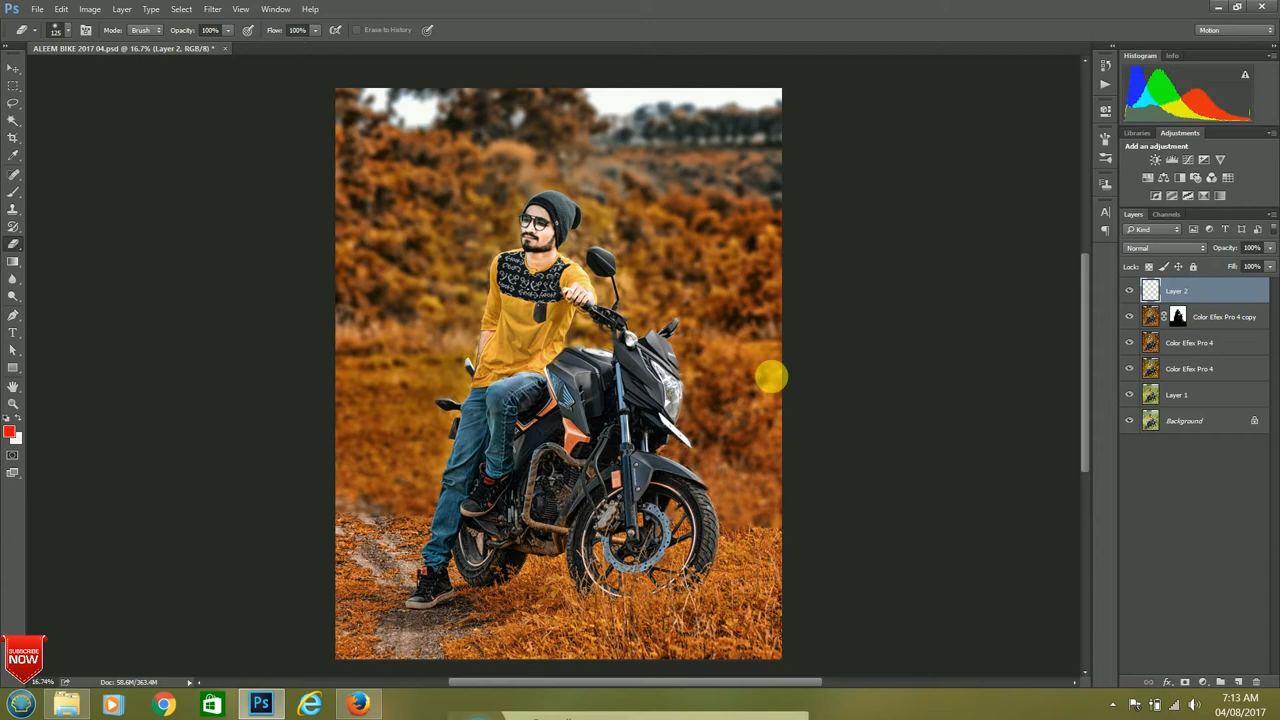 Ps File Edit Image Layer Type Select Filter View Window Help
125 Mode: Brush Opacity: 100% Flow: 100% Erase to History Motion
ALEEM BIKE 2017 04.psd @ 16.7% (Layer 2, RGB/8) * ×
Histogram Info
Libraries Adjustments
Add an adjustment
Layers Channels
Kind
Normal Opacity: 100%
Lock: Fill: 100%
Layer 2
Color Efex Pro 4 copy
Color Efex Pro 4
Color Efex Pro 4
Layer 1
Background
SUBSCRIBE
NOW
16.74% Doc: 58.6M/363.4M
Ps
7:13 AM
04/08/2017